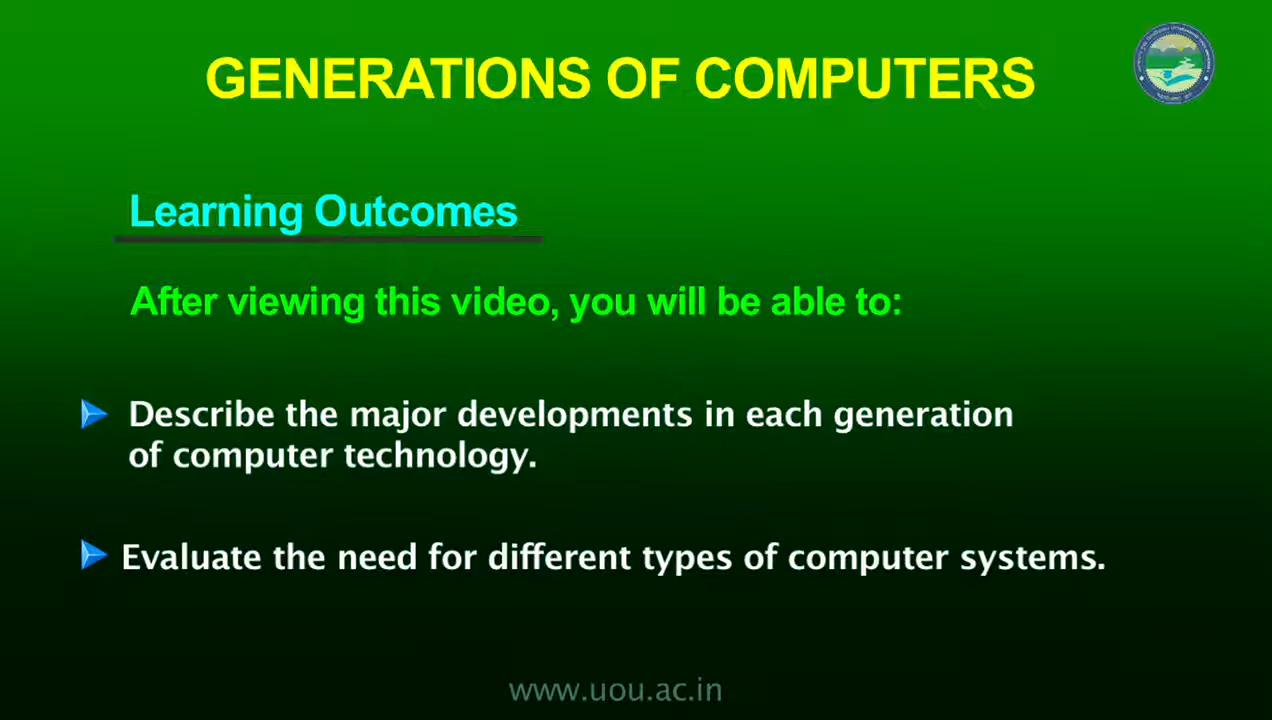 GENERATIONS OF COMPUTERS
Learning Outcomes
After viewing this video, you will be able to:
Describe the major developments in each generation
of computer technology.
Evaluate the need for different types of computer systems.
www.uou.ac.in